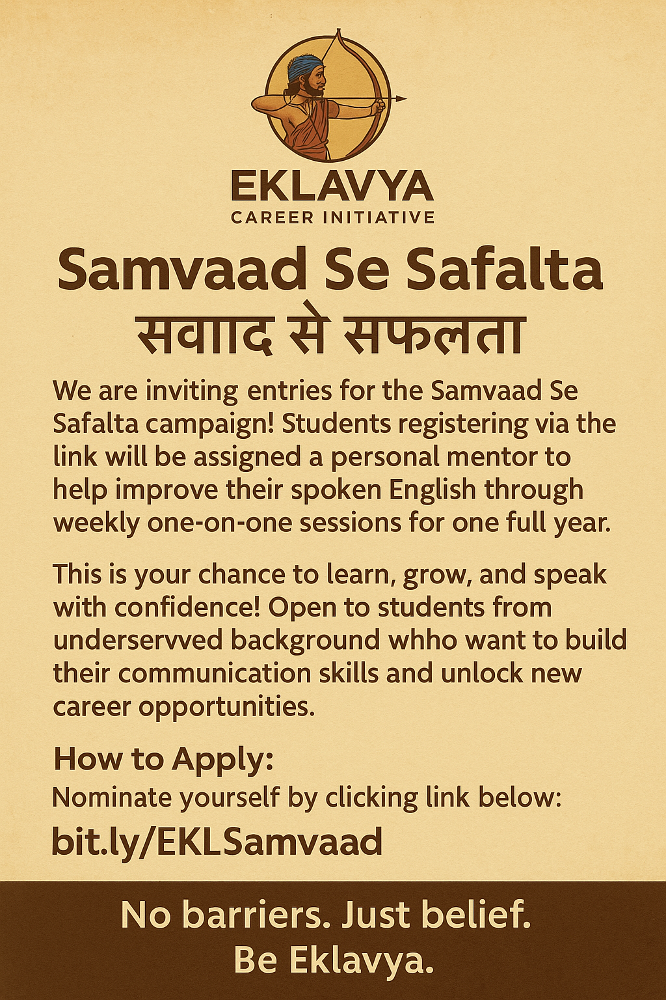 EKLAVYA
CAREER INITIATIVE
Samvaad Se Safalta
सवााद से सफलता
We are inviting entries for the Samvaad Se
Safalta campaign! Students registering via the
link will be assigned a personal mentor to
help improve their spoken English through
weekly one-on-one sessions for one full year.
This is your chance to learn, grow, and speak
with confidence! Open to students from
underservved background whho want to build
their communication skills and unlock new
career opportunities.
How to Apply:
Nominate yourself by clicking link below:
bit.ly/EKLSamvaad
No barriers. Just belief.
Be Eklavya.